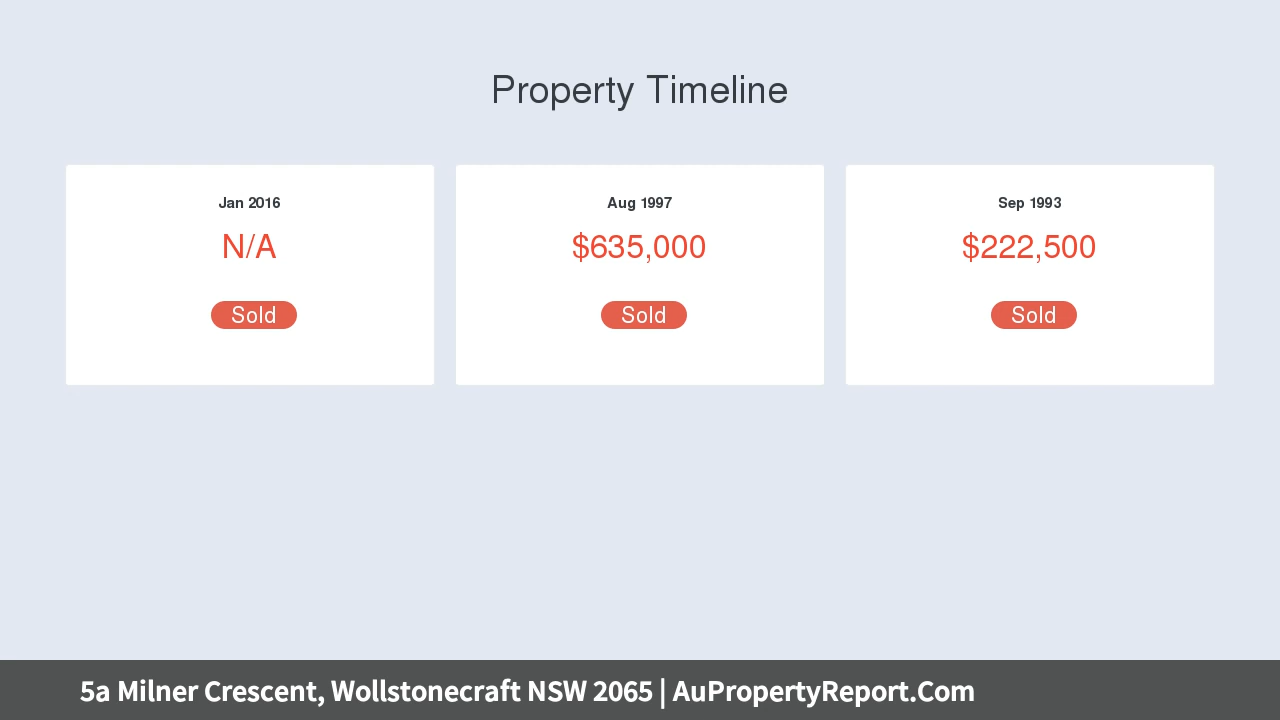 Property Timeline
Jan 2016
N/A
Sold
Aug 1997
$635,000
Sold
Sep 1993
$222,500
Sold
5a Milner Crescent, Wollstonecraft NSW 2065 | AuPropertyReport.Com